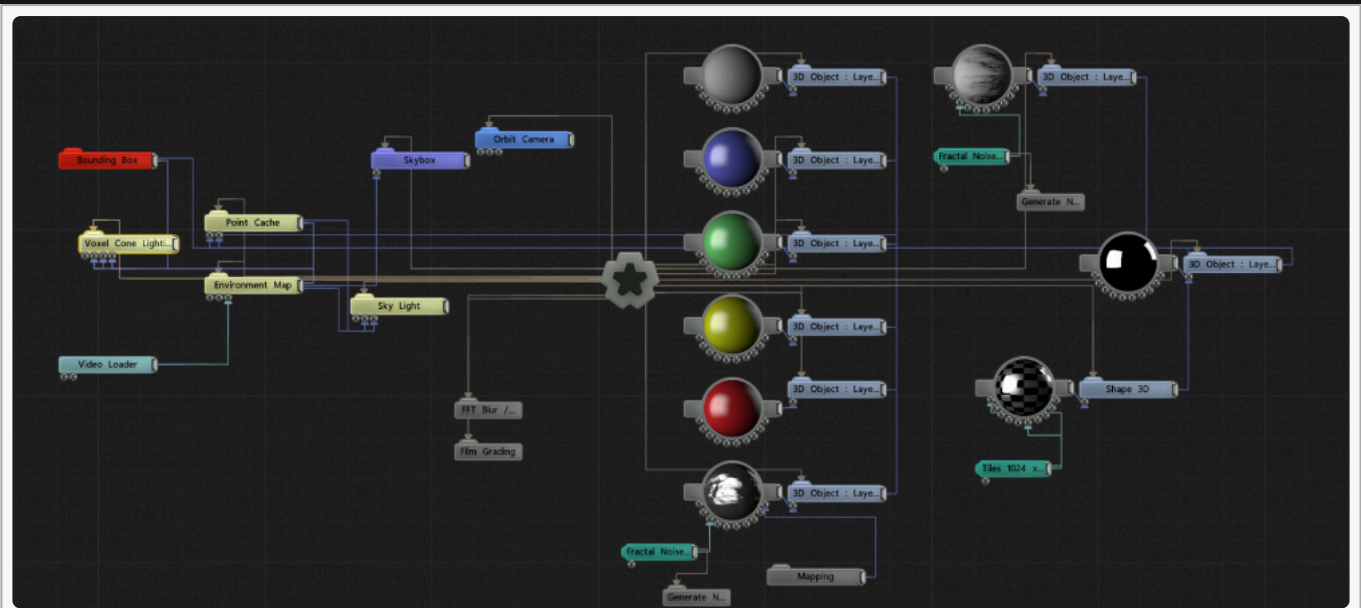 3D Object : Laye...
3D Object : Laye...
Orbit Camera
Bounding Box
Skybox
3D Object : Laye...
Fractal Noise...
Generate N...
Point Cache
Voxel Cone Lighti...
3D Object : Laye...
3D Object : Laye...
Environment Map
Sky Light
3D Object : Laye...
Video Loader
3D Object : Laye...
Shape 3D
FFT Blur /...
Film Grading
Tiles 1024 x...
3D Object : Laye...
Fractal Noise...
Mapping
Generate N...